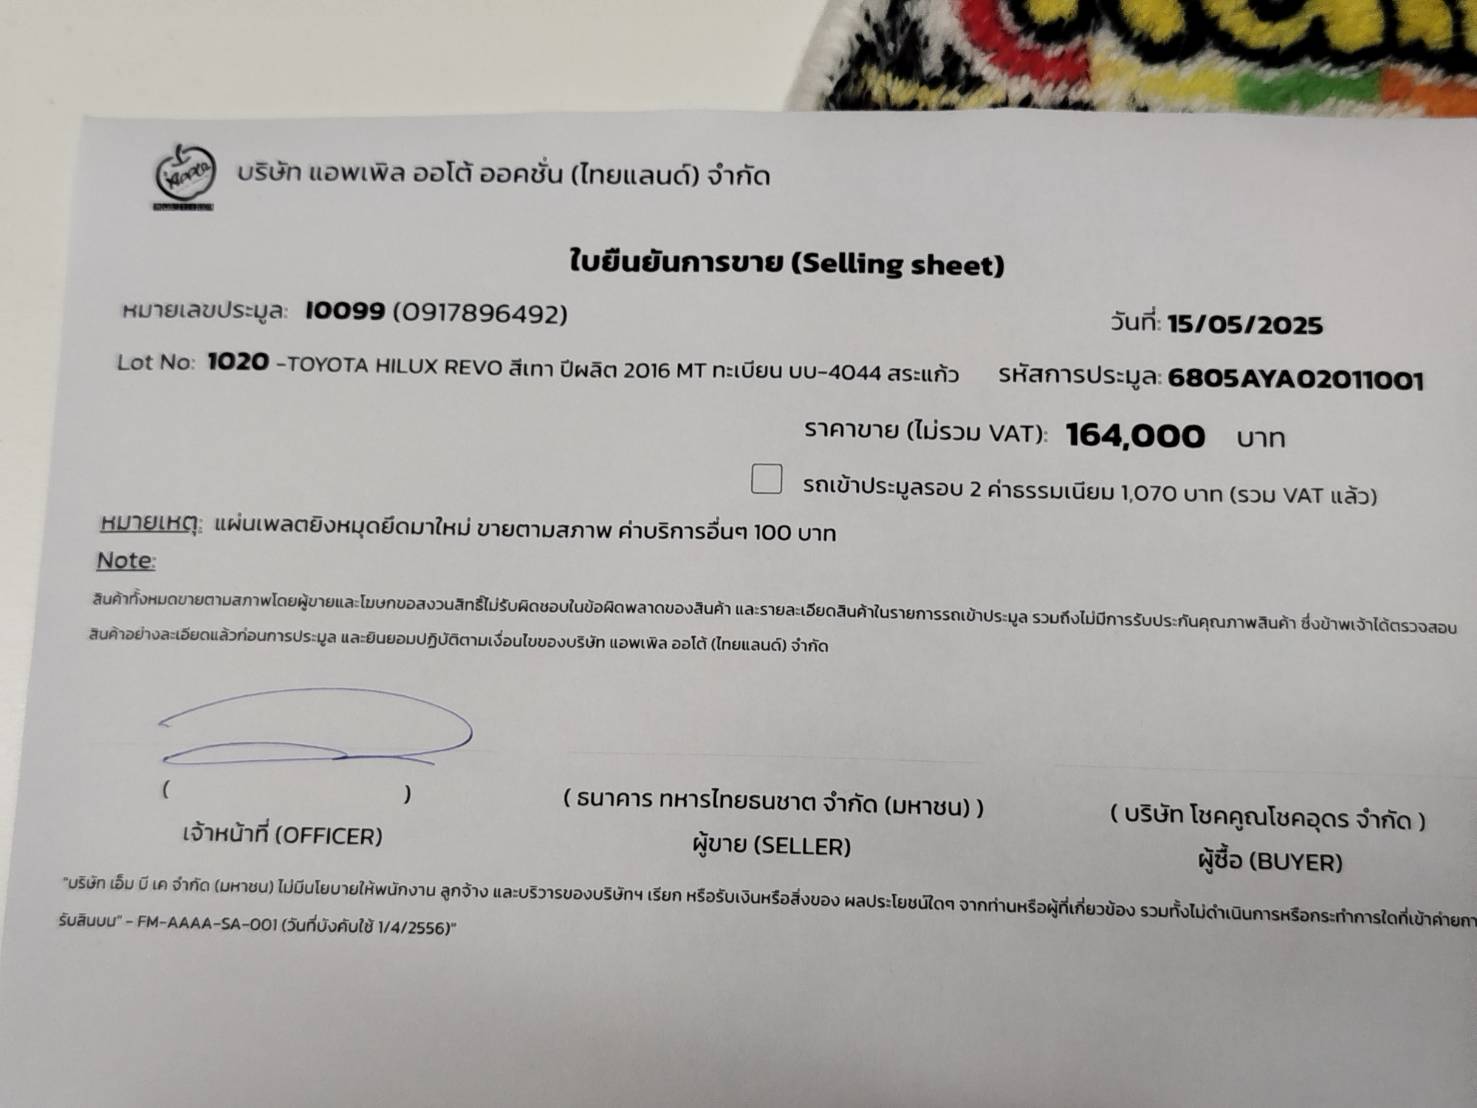 Apple
บริษัท แอพเพิล ออโต้ ออคชั่น (ไทยแลนด์) จำกัด
ใบยืนยันการขาย (Selling sheet)
หมายเลขประมูล: I0099 (0917896492)
วันที่: 15/05/2025
Lot No: 1020 -TOYOTA HILUX REVO สีเทา ปีผลิต 2016 MT ทะเบียน บบ-4044 สระแก้ว รหัสการประมูล: 6805AYA02011001
ราคาขาย (ไม่รวม VAT): 164,000 บาท
รถเข้าประมูลรอบ 2 ค่าธรรมเนียม 1,070 บาท (รวม VAT แล้ว)
หมายเหตุ: แผ่นเพลตยิงหมุดยึดมาใหม่ ขายตามสภาพ ค่าบริการอื่นๆ 100 บาท
Note:
สินค้าทั้งหมดขายตามสภาพโดยผู้ขายและโฆษกขอสงวนสิทธิ์ไม่รับผิดชอบในข้อผิดพลาดของสินค้า และรายละเอียดสินค้าในรายการรถเข้าประมูล รวมถึงไม่มีการรับประกันคุณภาพสินค้า ซึ่งข้าพเจ้าได้ตรวจสอบ
สินค้าอย่างละเอียดแล้วก่อนการประมูล และยินยอมปฏิบัติตามเงื่อนไขของบริษัท แอพเพิล ออโต้ (ไทยแลนด์) จำกัด
( ) ( ธนาคาร ทหารไทยธนชาต จำกัด (มหาชน) ) ( บริษัท โชคคูณโชคอุดร จำกัด )
เจ้าหน้าที่ (OFFICER) ผู้ขาย (SELLER) ผู้ซื้อ (BUYER)
"บริษัท เอ็ม บี เค จำกัด (มหาชน) ไม่มีนโยบายให้พนักงาน ลูกจ้าง และบริวารของบริษัทฯ เรียก หรือรับเงินหรือสิ่งของ ผลประโยชน์ใดๆ จากท่านหรือผู้ที่เกี่ยวข้อง รวมทั้งไม่ดำเนินการหรือกระทำการใดที่เข้าค่ายกา
รับสินบน" - FM-AAAA-SA-001 (วันที่บังคับใช้ 1/4/2556)"